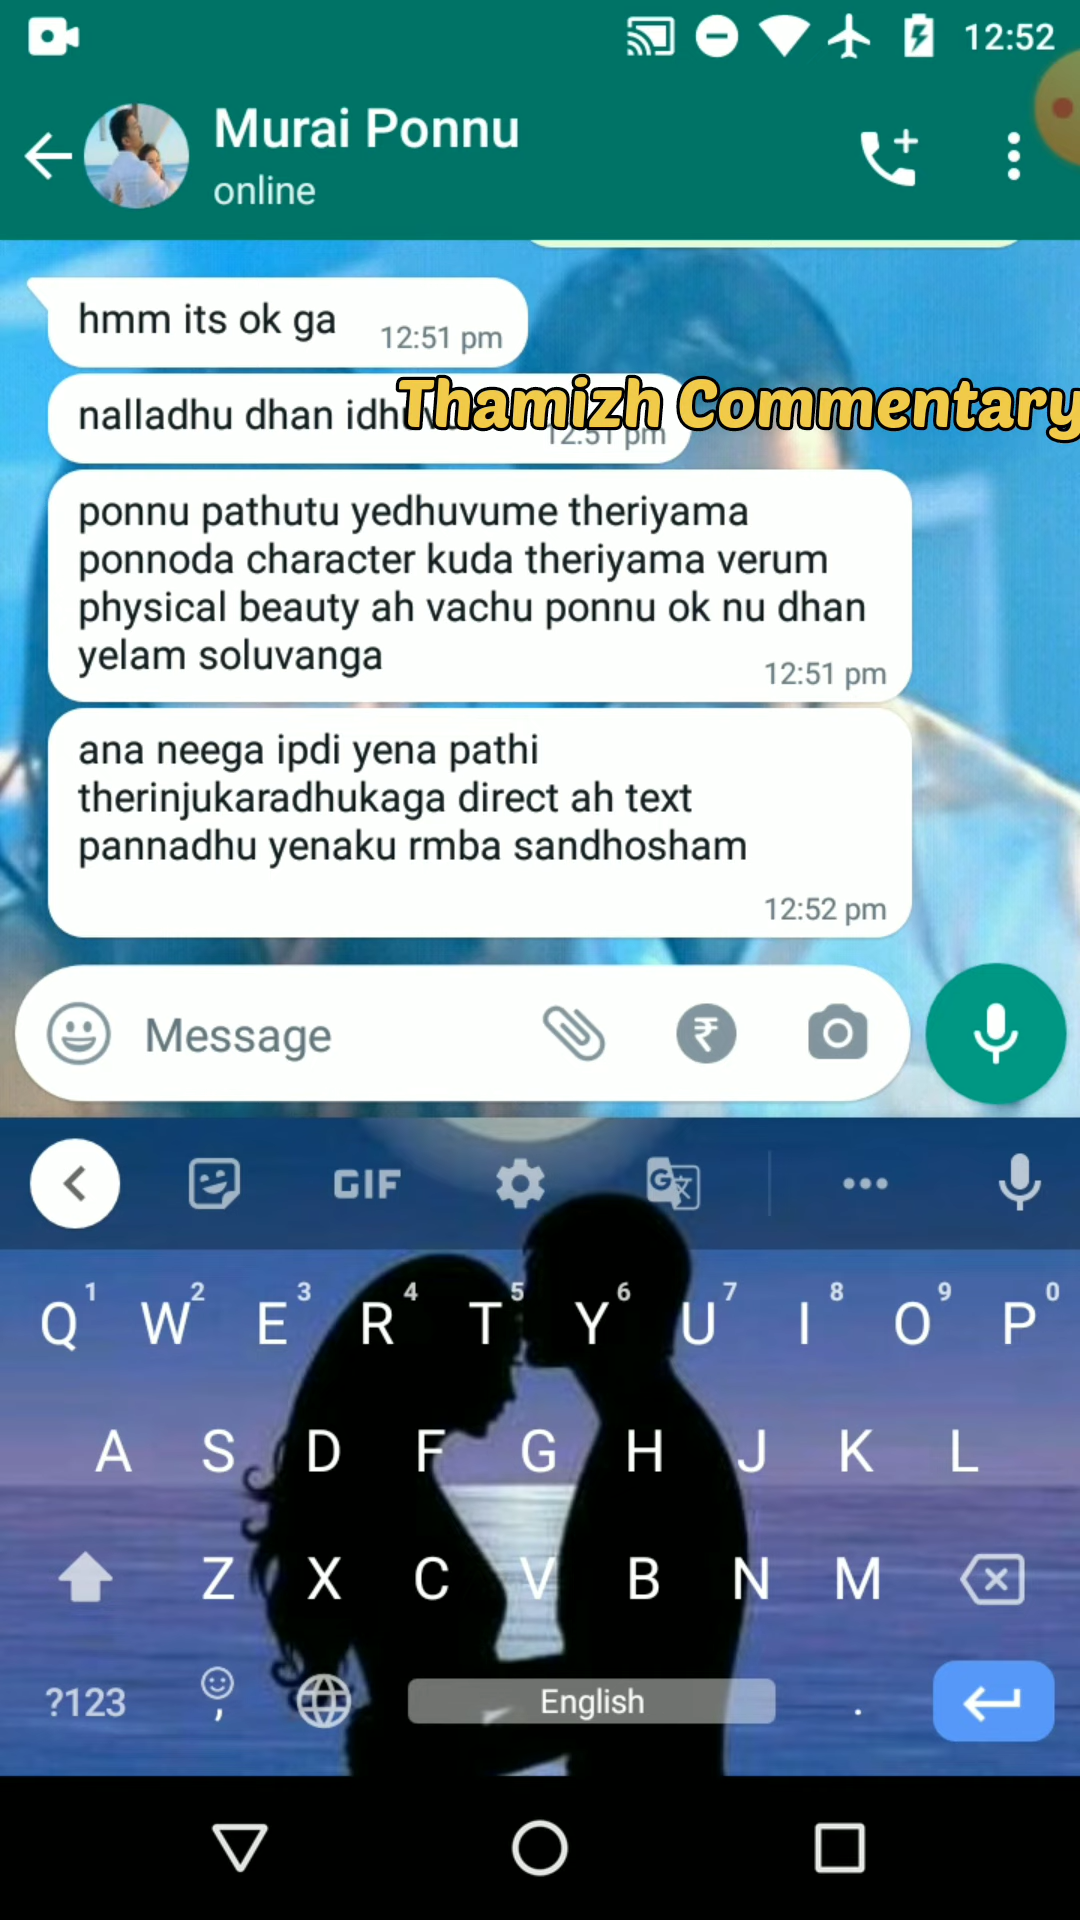 12:52
Murai Ponnu
online
hmm its ok ga
12:51 pm
nalladhu dhan
Thamizh Commentary
12:51 pm
ponnu pathutu yedhuvume theriyama
ponnoda character kuda theriyama verum
physical beauty ah vachu ponnu ok nu dhan
yelam soluvanga
12:51 pm
ana neega ipdi yena pathi
therinjukaradhukaga direct ah text
pannadhu yenaku rmba sandhosham
12:52 pm
Message
GIF
1 2 3 4 5 6 7 8 9 0
Q W E R T Y U I O P
A S D F G H J K L
Z X C V B N M
?123 , English .